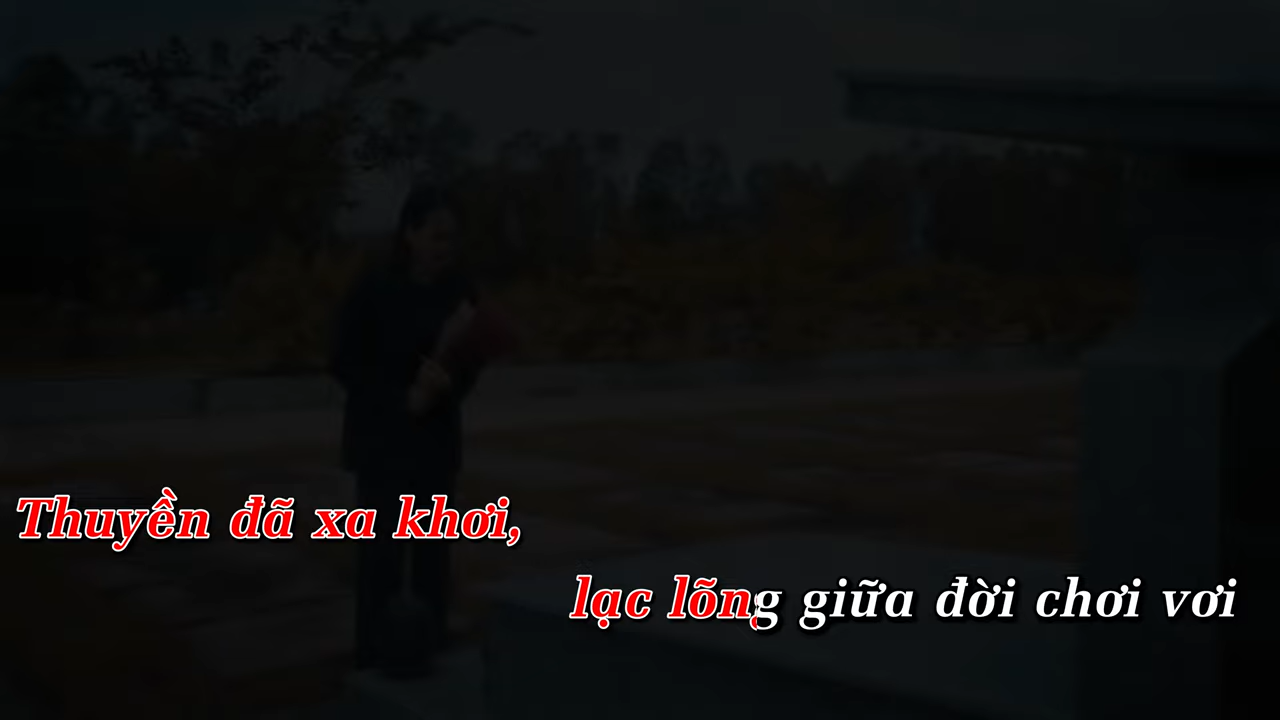 Thuyền đã xa khơi,
lạc lõng giữa đời chơi vơi